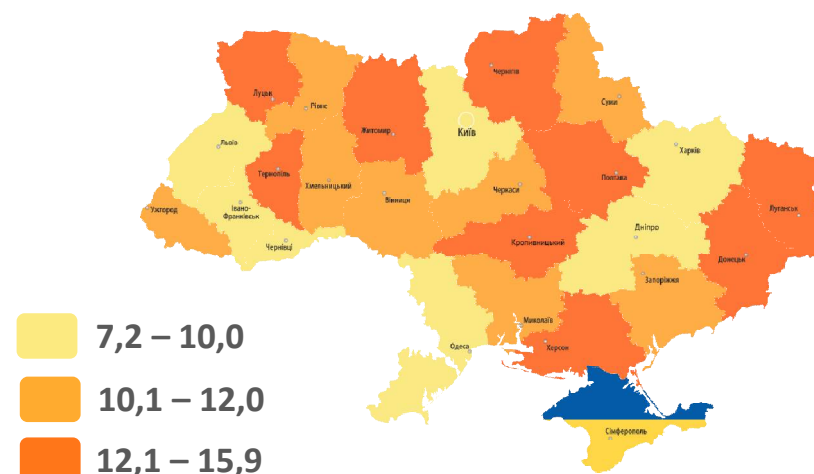 Чернігів
Луцьк
Рівне
Суми
Житомир
Київ
Львів
Харків
Тернопіль
Полтава
Хмельницький
Черкаси
Вінниця
Ужгород
Івано-
Франківськ
Луганськ
Дніпро
Кропивницький
Чернівці
Донецьк
Запоріжжя
Миколаїв
Одеса
Херсон
Сімферополь
7,2 – 10,0
10,1 – 12,0
12,1 – 15,9